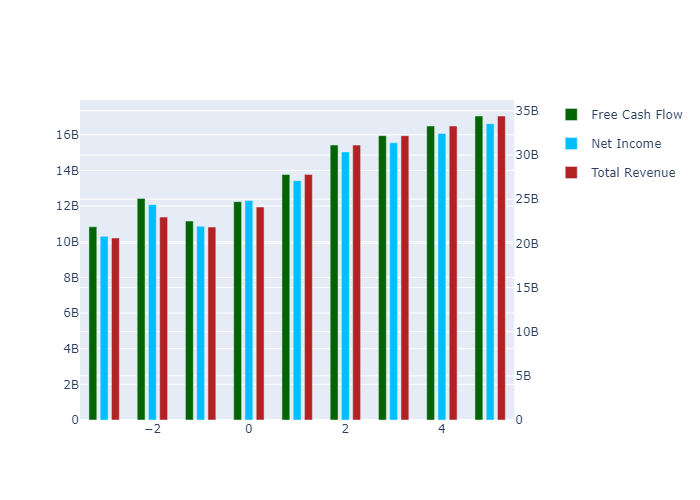 35B
16B
30B
14B
25B
12B
20B
10B
8B
15B
6B
10B
4B
5B
2B
0
0
−2
0
2
4
Free Cash Flow
Net Income
Total Revenue